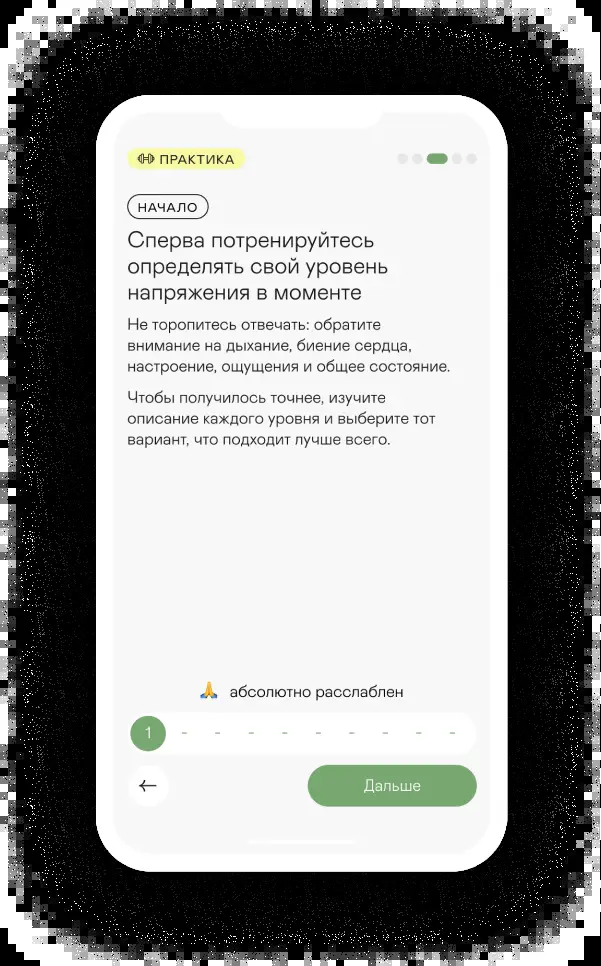 ПРАКТИКА
НАЧАЛО
Сперва потренируйтесь
определять свой уровень
напряжения в моменте
Не торопитесь отвечать: обратите
внимание на дыхание, биение сердца,
настроение, ощущения и общее состояние.
Чтобы получилось точнее, изучите
описание каждого уровня и выберите тот
вариант, что подходит лучше всего.
🙏 абсолютно расслаблен
1 - - - - - - - - -
← Дальше